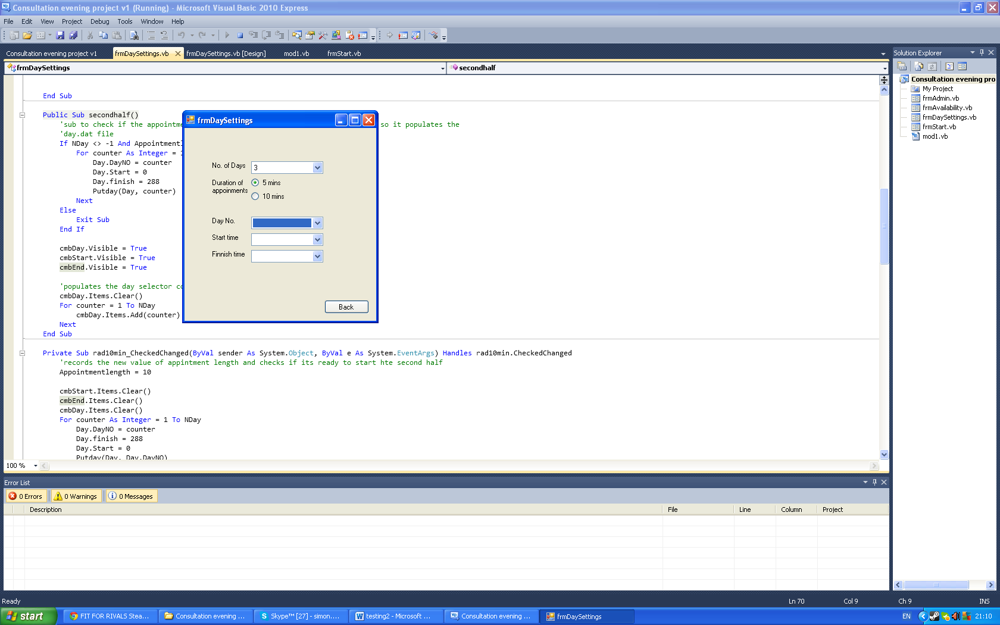 Consultation evening project v1 (Running) - Microsoft Visual Basic 2010 Express
File Edit View Project Debug Tools Window Help
Consultation evening project v1 frmDaySettings.vb frmDaySettings.vb [Design] mod1.vb frmStart.vb
frmDaySettings secondhalf
End Sub
Public Sub secondhalf()
'sub to check if the appointme so it populates the
'day.dat file
If NDay <> -1 And Appointmentl
For counter As Integer = 1
Day.DayNO = counter
Day.Start = 0
Day.finish = 288
Putday(Day, counter)
Next
Else
Exit Sub
End If
cmbDay.Visible = True
cmbStart.Visible = True
cmbEnd.Visible = True
'populates the day selector co
cmbDay.Items.Clear()
For counter = 1 To NDay
cmbDay.Items.Add(counter)
Next
End Sub
Private Sub rad10min_CheckedChanged(ByVal sender As System.Object, ByVal e As System.EventArgs) Handles rad10min.CheckedChanged
'records the new value of appintment length and checks if its ready to start hte second half
Appointmentlength = 10
cmbStart.Items.Clear()
cmbEnd.Items.Clear()
cmbDay.Items.Clear()
For counter As Integer = 1 To NDay
Day.DayNO = counter
Day.finish = 288
Day.Start = 0
Putday(Day, Day.DayNO)
100 %
frmDaySettings
No. of Days 3
Duration of 5 mins
appoinments
10 mins
Day No.
Start time
Finnish time
Back
Solution Explorer
Consultation evening pro
My Project
frmAdmin.vb
frmAvailability.vb
frmDaySettings.vb
frmStart.vb
mod1.vb
Error List
0 Errors 0 Warnings 0 Messages
Description File Line Column Project
Ready Ln 70 Col 9 Ch 9 INS
start FIT FOR RIVALS Stea... Consultation evening ... Skype™ [27] - simon.... testing2 - Microsoft ... Consultation evening ... frmDaySettings EN 21:10